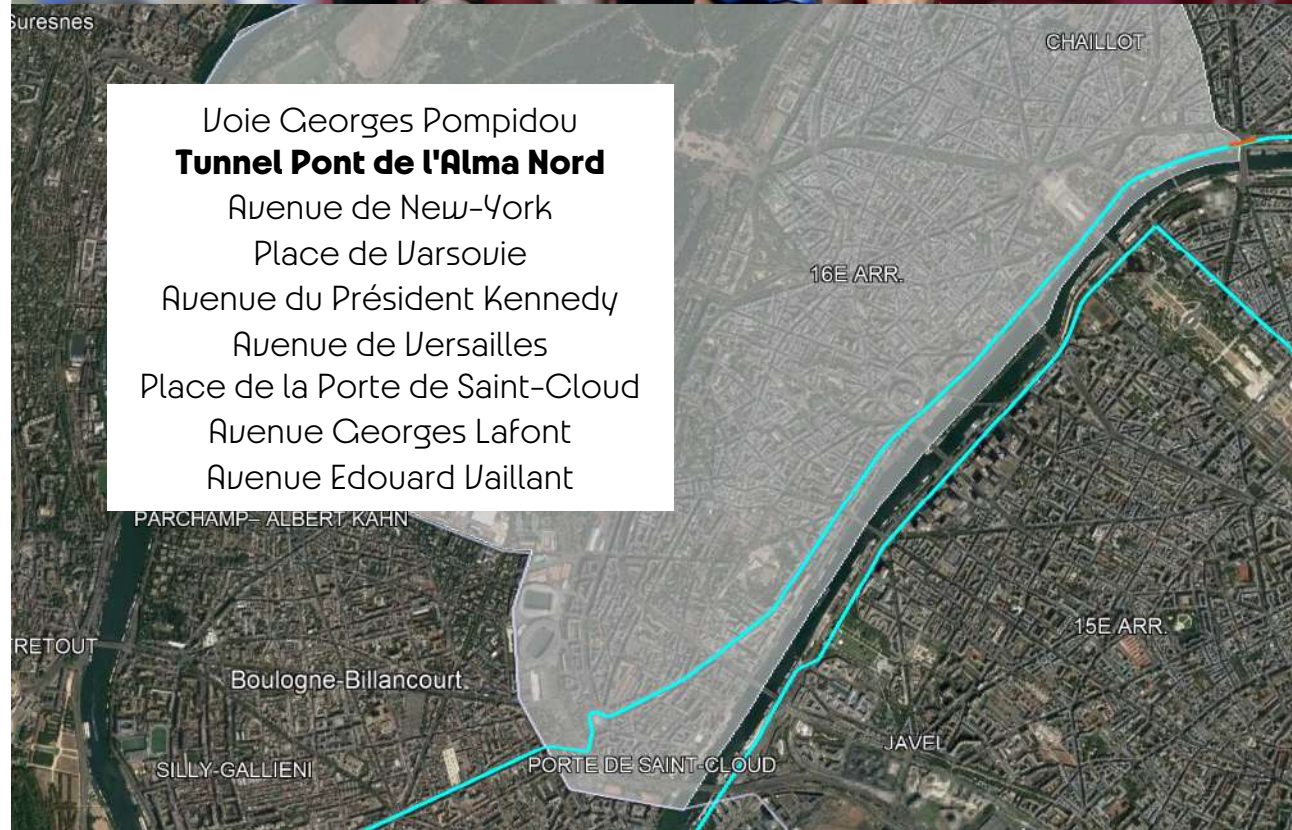 Suresnes
CHAILLOT
Voie Georges Pompidou
Tunnel Pont de l'Alma Nord
Avenue de New-York
Place de Varsovie
Avenue du Président Kennedy
Avenue de Versailles
Place de la Porte de Saint-Cloud
Avenue Georges Lafont
Avenue Edouard Vaillant
16E ARR.
PARCHAMP– ALBERT KAHN
15E ARR.
RETOUT
Boulogne-Billancourt
JAVEL
SILLY-GALLIENI
PORTE DE SAINT-CLOUD